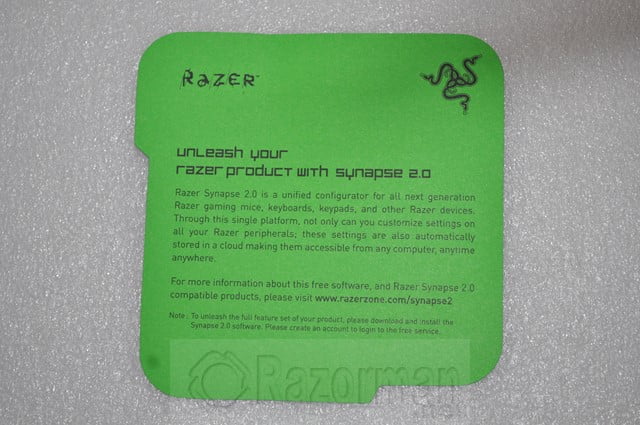 RAZER™
unleash your
razer product with synapse 2.0
Razer Synapse 2.0 is a unified configurator for all next generation
Razer gaming mice, keyboards, keypads, and other Razer devices.
Through this single platform, not only can you customize settings on
all your Razer peripherals; these settings are also automatically
stored in a cloud making them accessible from any computer, anytime
anywhere.
For more information about this free software, and Razer Synapse 2.0
compatible products, please visit www.razerzone.com/synapse2
Note: To unleash the full feature set of your product, please download and install the
Synapse 2.0 software. Please create an account to login to the free service.
Razorman